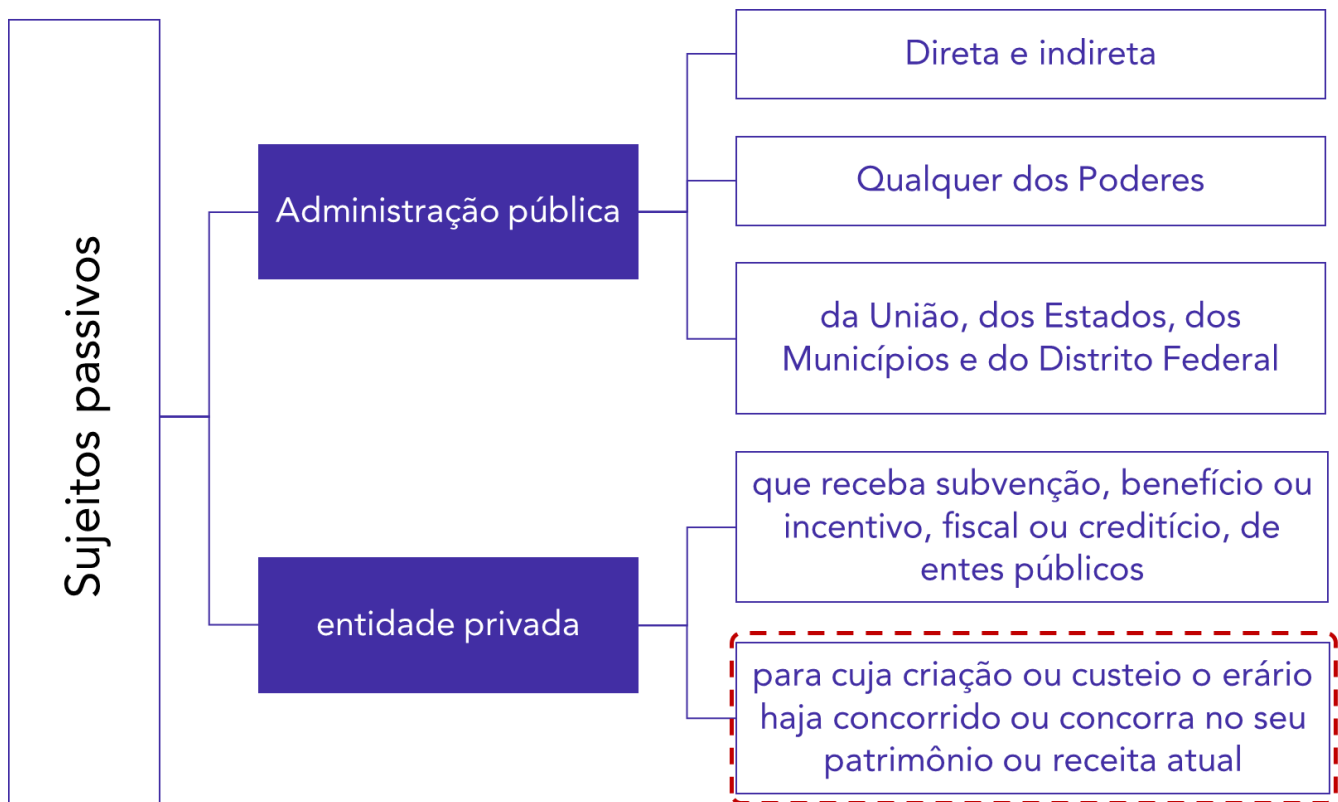 Sujeitos passivos
Administração pública
Direta e indireta
Qualquer dos Poderes
da União, dos Estados, dos
Municípios e do Distrito Federal
entidade privada
que receba subvenção, benefício ou
incentivo, fiscal ou creditício, de
entes públicos
para cuja criação ou custeio o erário
haja concorrido ou concorra no seu
patrimônio ou receita atual